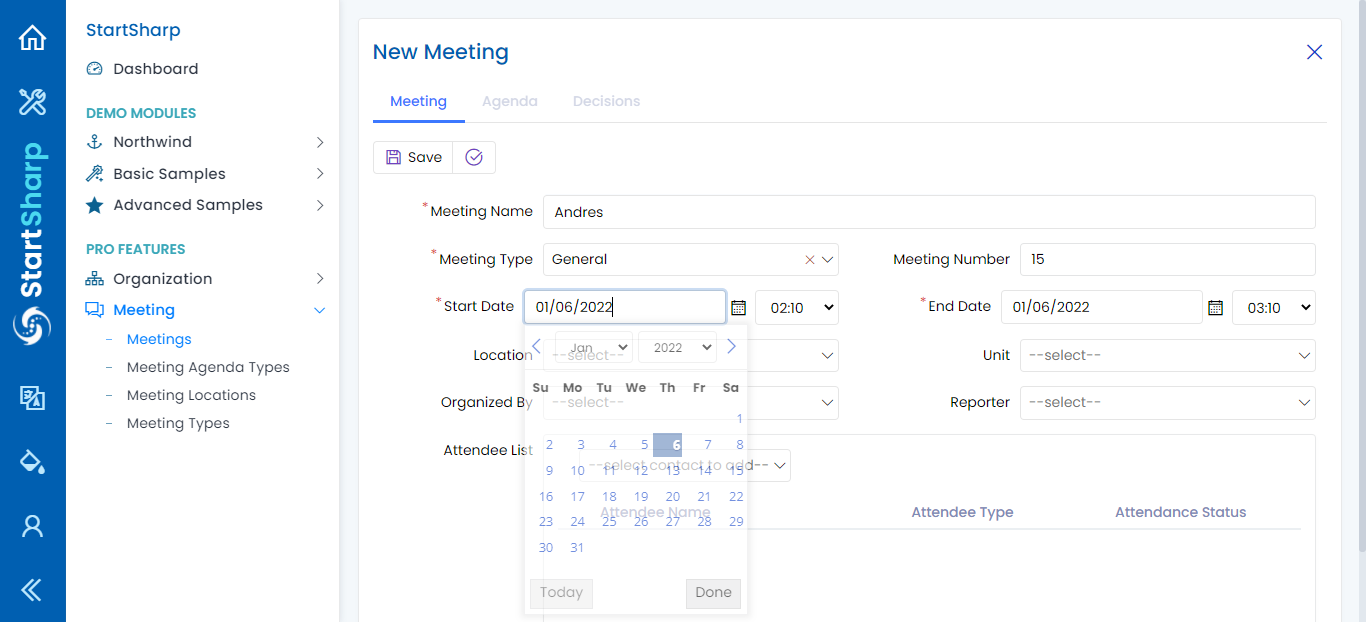 StartSharp
StartSharp
Dashboard
DEMO MODULES
Northwind
Basic Samples
Advanced Samples
PRO FEATURES
Organization
Meeting
Meetings
Meeting Agenda Types
Meeting Locations
Meeting Types
New Meeting
Meeting Agenda Decisions
Save
*Meeting Name Andres
*Meeting Type General Meeting Number 15
*Start Date 01/06/2022 02:10 *End Date 01/06/2022 03:10
Location --select-- Unit --select--
Organized By --select-- Reporter --select--
Attendee List --select contact to add--
Attendee Name Attendee Type Attendance Status
Jan 2022
Su Mo Tu We Th Fr Sa
1
2 3 4 5 6 7 8
9 10 11 12 13 14 15
16 17 18 19 20 21 22
23 24 25 26 27 28 29
30 31
Today Done